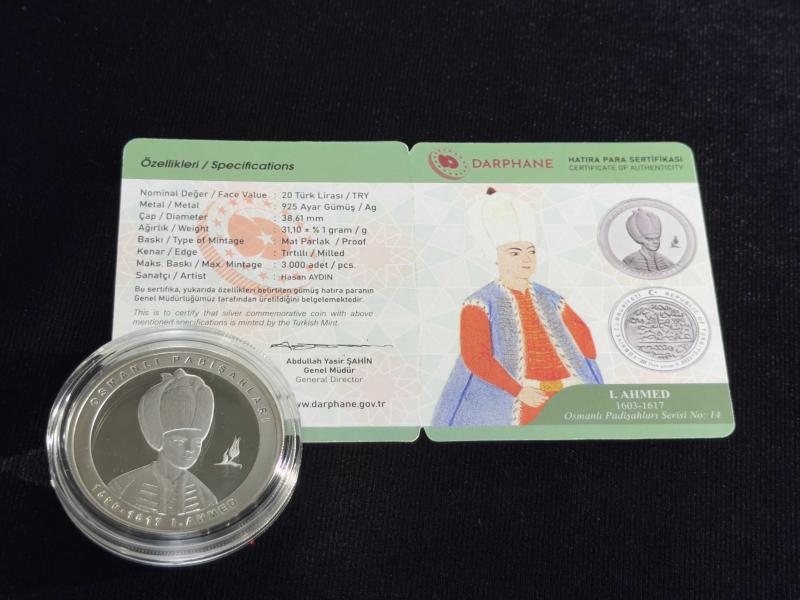 Özellikleri / Specifications
Nominal Değer / Face Value : 20 Türk Lirası / TRY
Metal / Metal : 925 Ayar Gümüş / Ag
Çap / Diameter : 38,61 mm
Ağırlık / Weight : 31,10 ± % 1 gram / g
Baskı / Type of Mintage : Mat Parlak / Proof
Kenar / Edge : Tırtıllı / Milled
Maks. Baskı / Max. Mintage : 3.000 adet / pcs.
Sanatçı / Artist : Hasan AYDIN
Bu sertifika, yukarıda özellikleri belirtilen gümüş hatıra paranın
Genel Müdürlüğümüz tarafından üretildiğini belgelemektedir.
This is to certify that silver commemorative coin with above
mentioned specifications is minted by the Turkish Mint.
Abdullah Yasir ŞAHİN
Genel Müdür
General Director
www.darphane.gov.tr
DARPHANE
HATIRA PARA SERTİFİKASI
CERTIFICATE OF AUTHENTICITY
I. AHMED
1603-1617
Osmanlı Padişahları Serisi No: 14
OSMANLI PADİŞAHLARI
I.AHMED